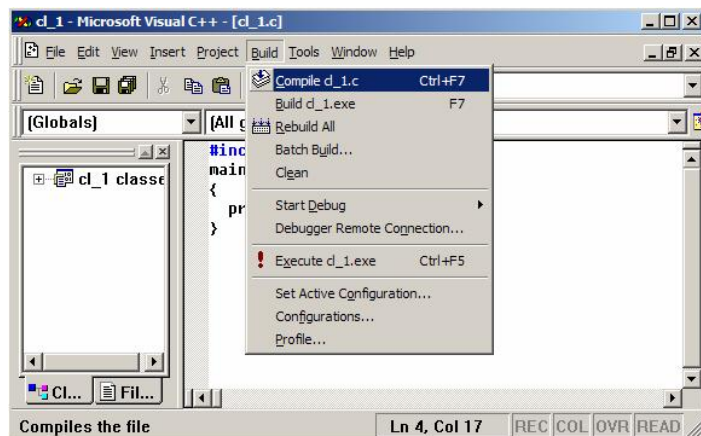 cl_1 - Microsoft Visual C++ - [cl_1.c]
File Edit View Insert Project Build Tools Window Help
Compile cl_1.c Ctrl+F7
Build cl_1.exe F7
Rebuild All
Batch Build...
Clean
Start Debug
Debugger Remote Connection...
Execute cl_1.exe Ctrl+F5
Set Active Configuration...
Configurations...
Profile...
(Globals) (All g
cl_1 classe
#inc
main
{
pr
}
Cl... Fil...
Compiles the file Ln 4, Col 17 REC COL OVR READ